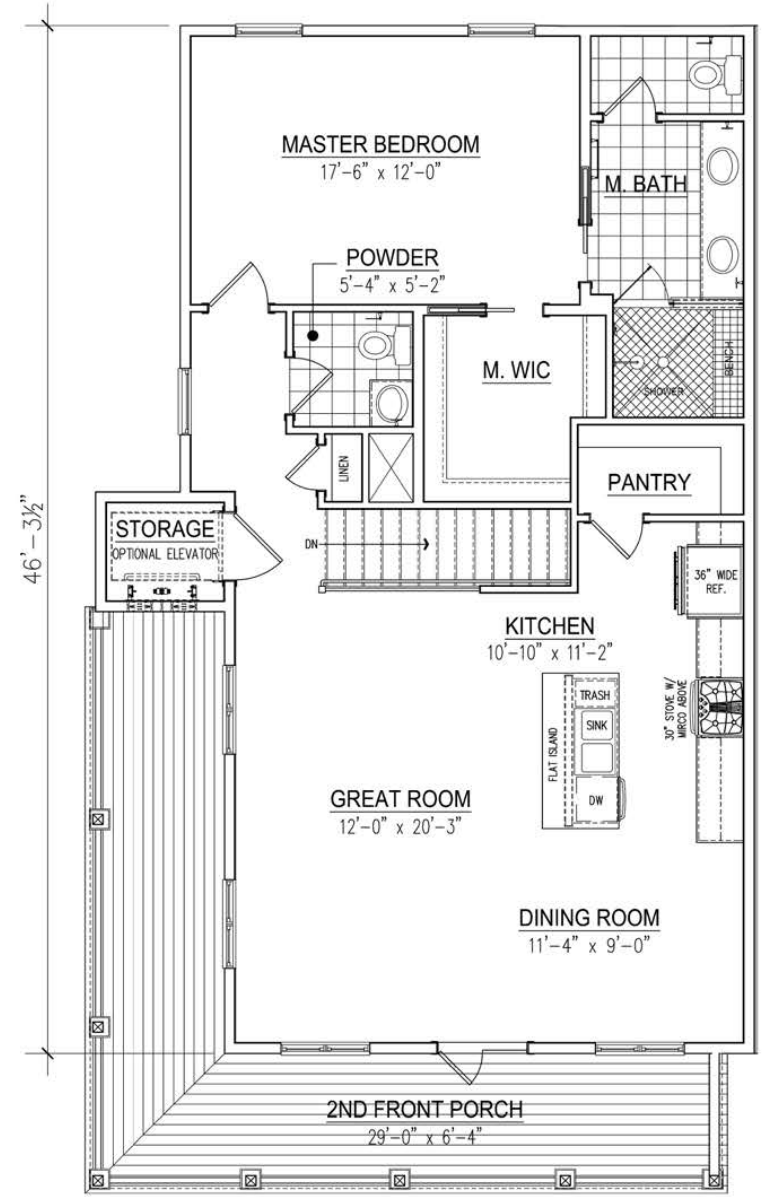 MASTER BEDROOM
17'-6" x 12'-0"
M. BATH
POWDER
5'-4" x 5'-2"
M. WIC
BENCH
SHOWER
LINEN
PANTRY
STORAGE
OPTIONAL ELEVATOR
DN
46'-3½"
36" WIDE
REF.
KITCHEN
10'-10" x 11'-2"
TRASH
SINK
FLAT ISLAND
DW
30" STOVE W/
MIRCO ABOVE
GREAT ROOM
12'-0" x 20'-3"
DINING ROOM
11'-4" x 9'-0"
2ND FRONT PORCH
29'-0" x 6'-4"